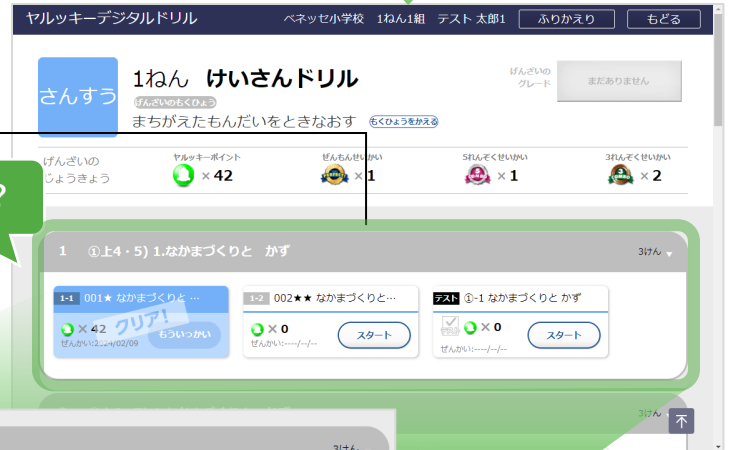 ヤルッキーデジタルドリル ベネッセ小学校 1ねん1組 テスト 太郎1 ふりかえり もどる
さんすう
1ねん けいさんドリル
げんざいのもくひょう
まちがえたもんだいをときなおす もくひょうをかえる
げんざいの
グレード
まだありません
げんざいの
じょうきょう
ヤルッキーポイント
× 42
ぜんもんせいかい
× 1
5れんぞくせいかい
× 1
3れんぞくせいかい
× 2
?
1 ①上4・5) 1.なかまづくりと かず 3けん
1-1 001★ なかまづくりと …
× 42
クリア!
もういっかい
ぜんかい:2024/02/09
1-2 002★★ なかまづくりと…
× 0
スタート
ぜんかい:----/--/--
テスト ①-1 なかまづくりと かず
× 0
スタート
ぜんかい:----/--/--
3けん
3けん